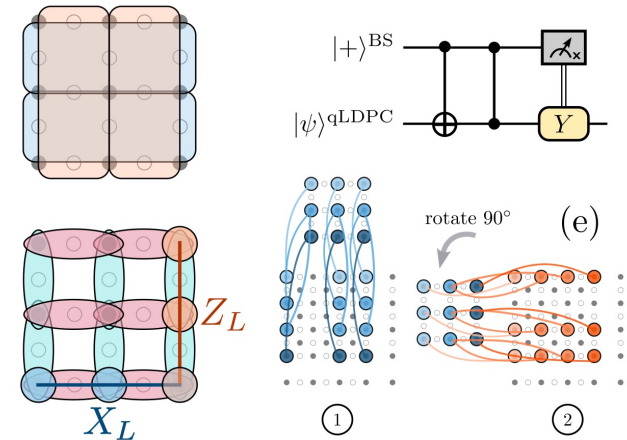 |+⟩^BS
x
|ψ⟩^qLDPC
Y
rotate 90°
(e)
Z_L
X_L
1
2